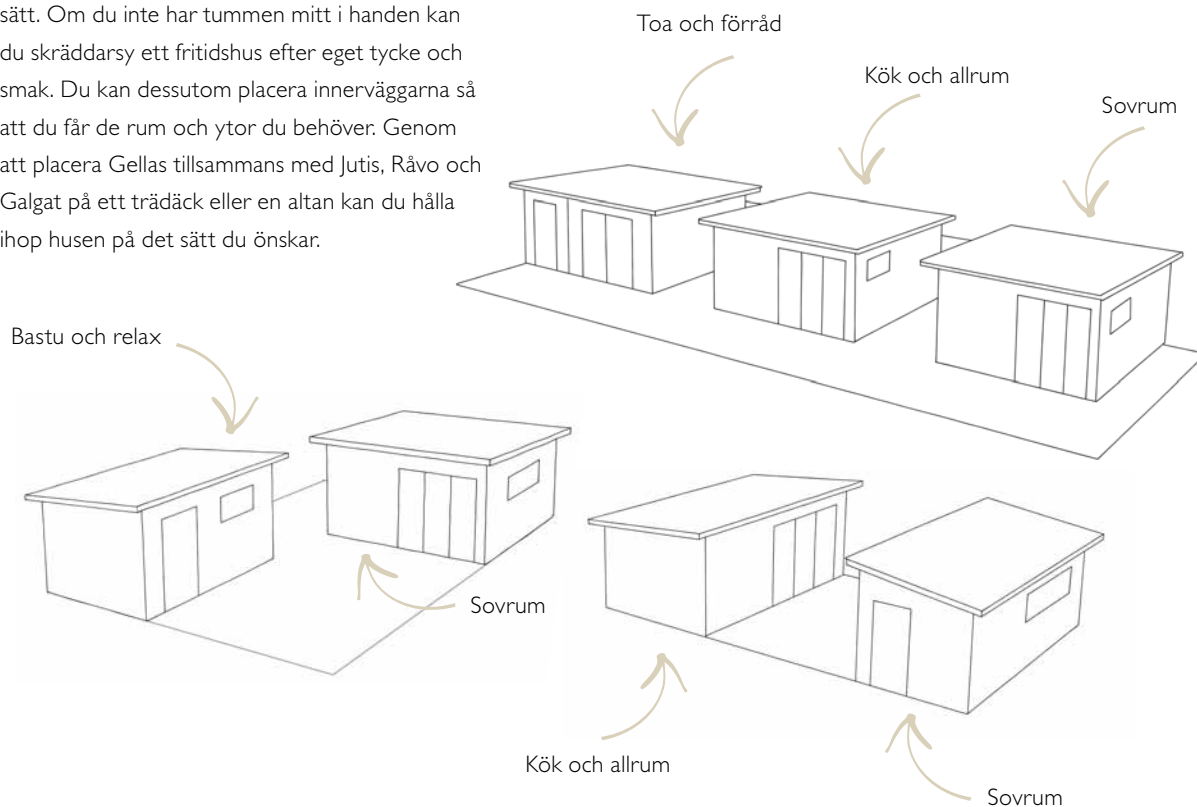 sätt. Om du inte har tummen mitt i handen kan
du skräddarsy ett fritidshus efter eget tycke och
smak. Du kan dessutom placera innerväggarna så
att du får de rum och ytor du behöver. Genom
att placera Gellas tillsammans med Jutis, Råvo och
Galgat på ett trädäck eller en altan kan du hålla
ihop husen på det sätt du önskar.
Toa och förråd
Kök och allrum
Sovrum
Bastu och relax
Sovrum
Kök och allrum
Sovrum